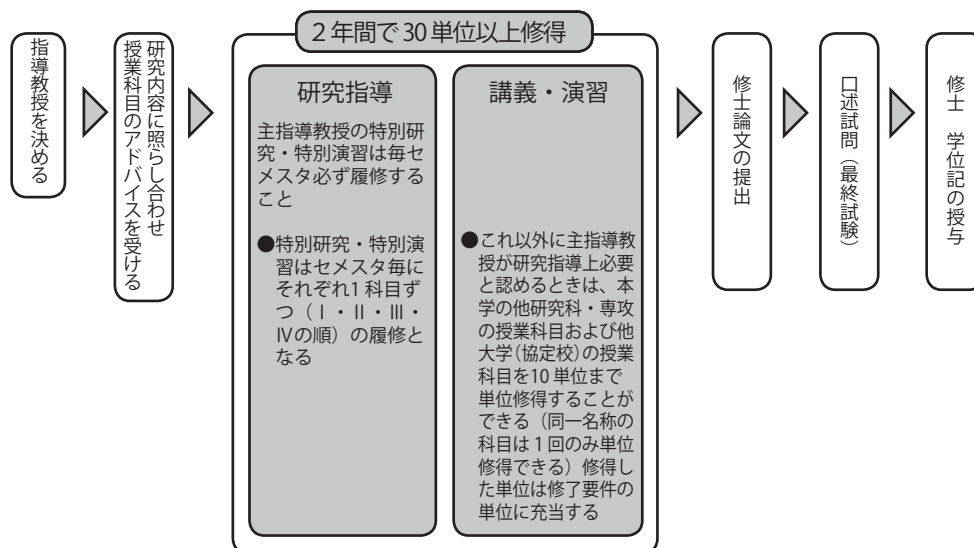 指導教授を決める
研究内容に照らし合わせ
授業科目のアドバイスを受ける
2年間で30単位以上修得
研究指導
主指導教授の特別研
究・特別演習は毎セ
メスタ必ず履修する
こと
●特別研究・特別演
習はセメスタ毎に
それぞれ1科目ず
つ(Ⅰ・Ⅱ・Ⅲ・
Ⅳの順)の履修と
なる
講義・演習
●これ以外に主指導教
授が研究指導上必要
と認めるときは、本
学の他研究科・専攻
の授業科目および他
大学(協定校)の授業
科目を10単位まで
単位修得することが
できる(同一名称の
科目は1回のみ単位
修得できる)修得し
た単位は修了要件の
単位に充当する
修士論文の提出
口述試問(最終試験)
修士 学位記の授与